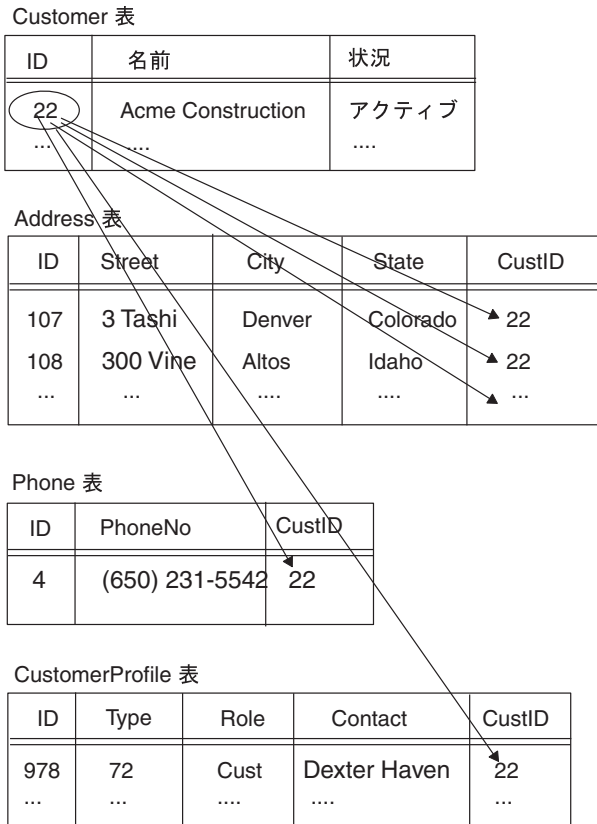 Customer 表
ID 名前 状況
22 Acme Construction アクティブ
... .... ....
Address 表
ID Street City State CustID
107 3 Tashi Denver Colorado 22
108 300 Vine Altos Idaho 22
... ... .... .... ...
Phone 表
ID PhoneNo CustID
4 (650) 231-5542 22
CustomerProfile 表
ID Type Role Contact CustID
978 72 Cust Dexter Haven 22
... ... .... .... ...